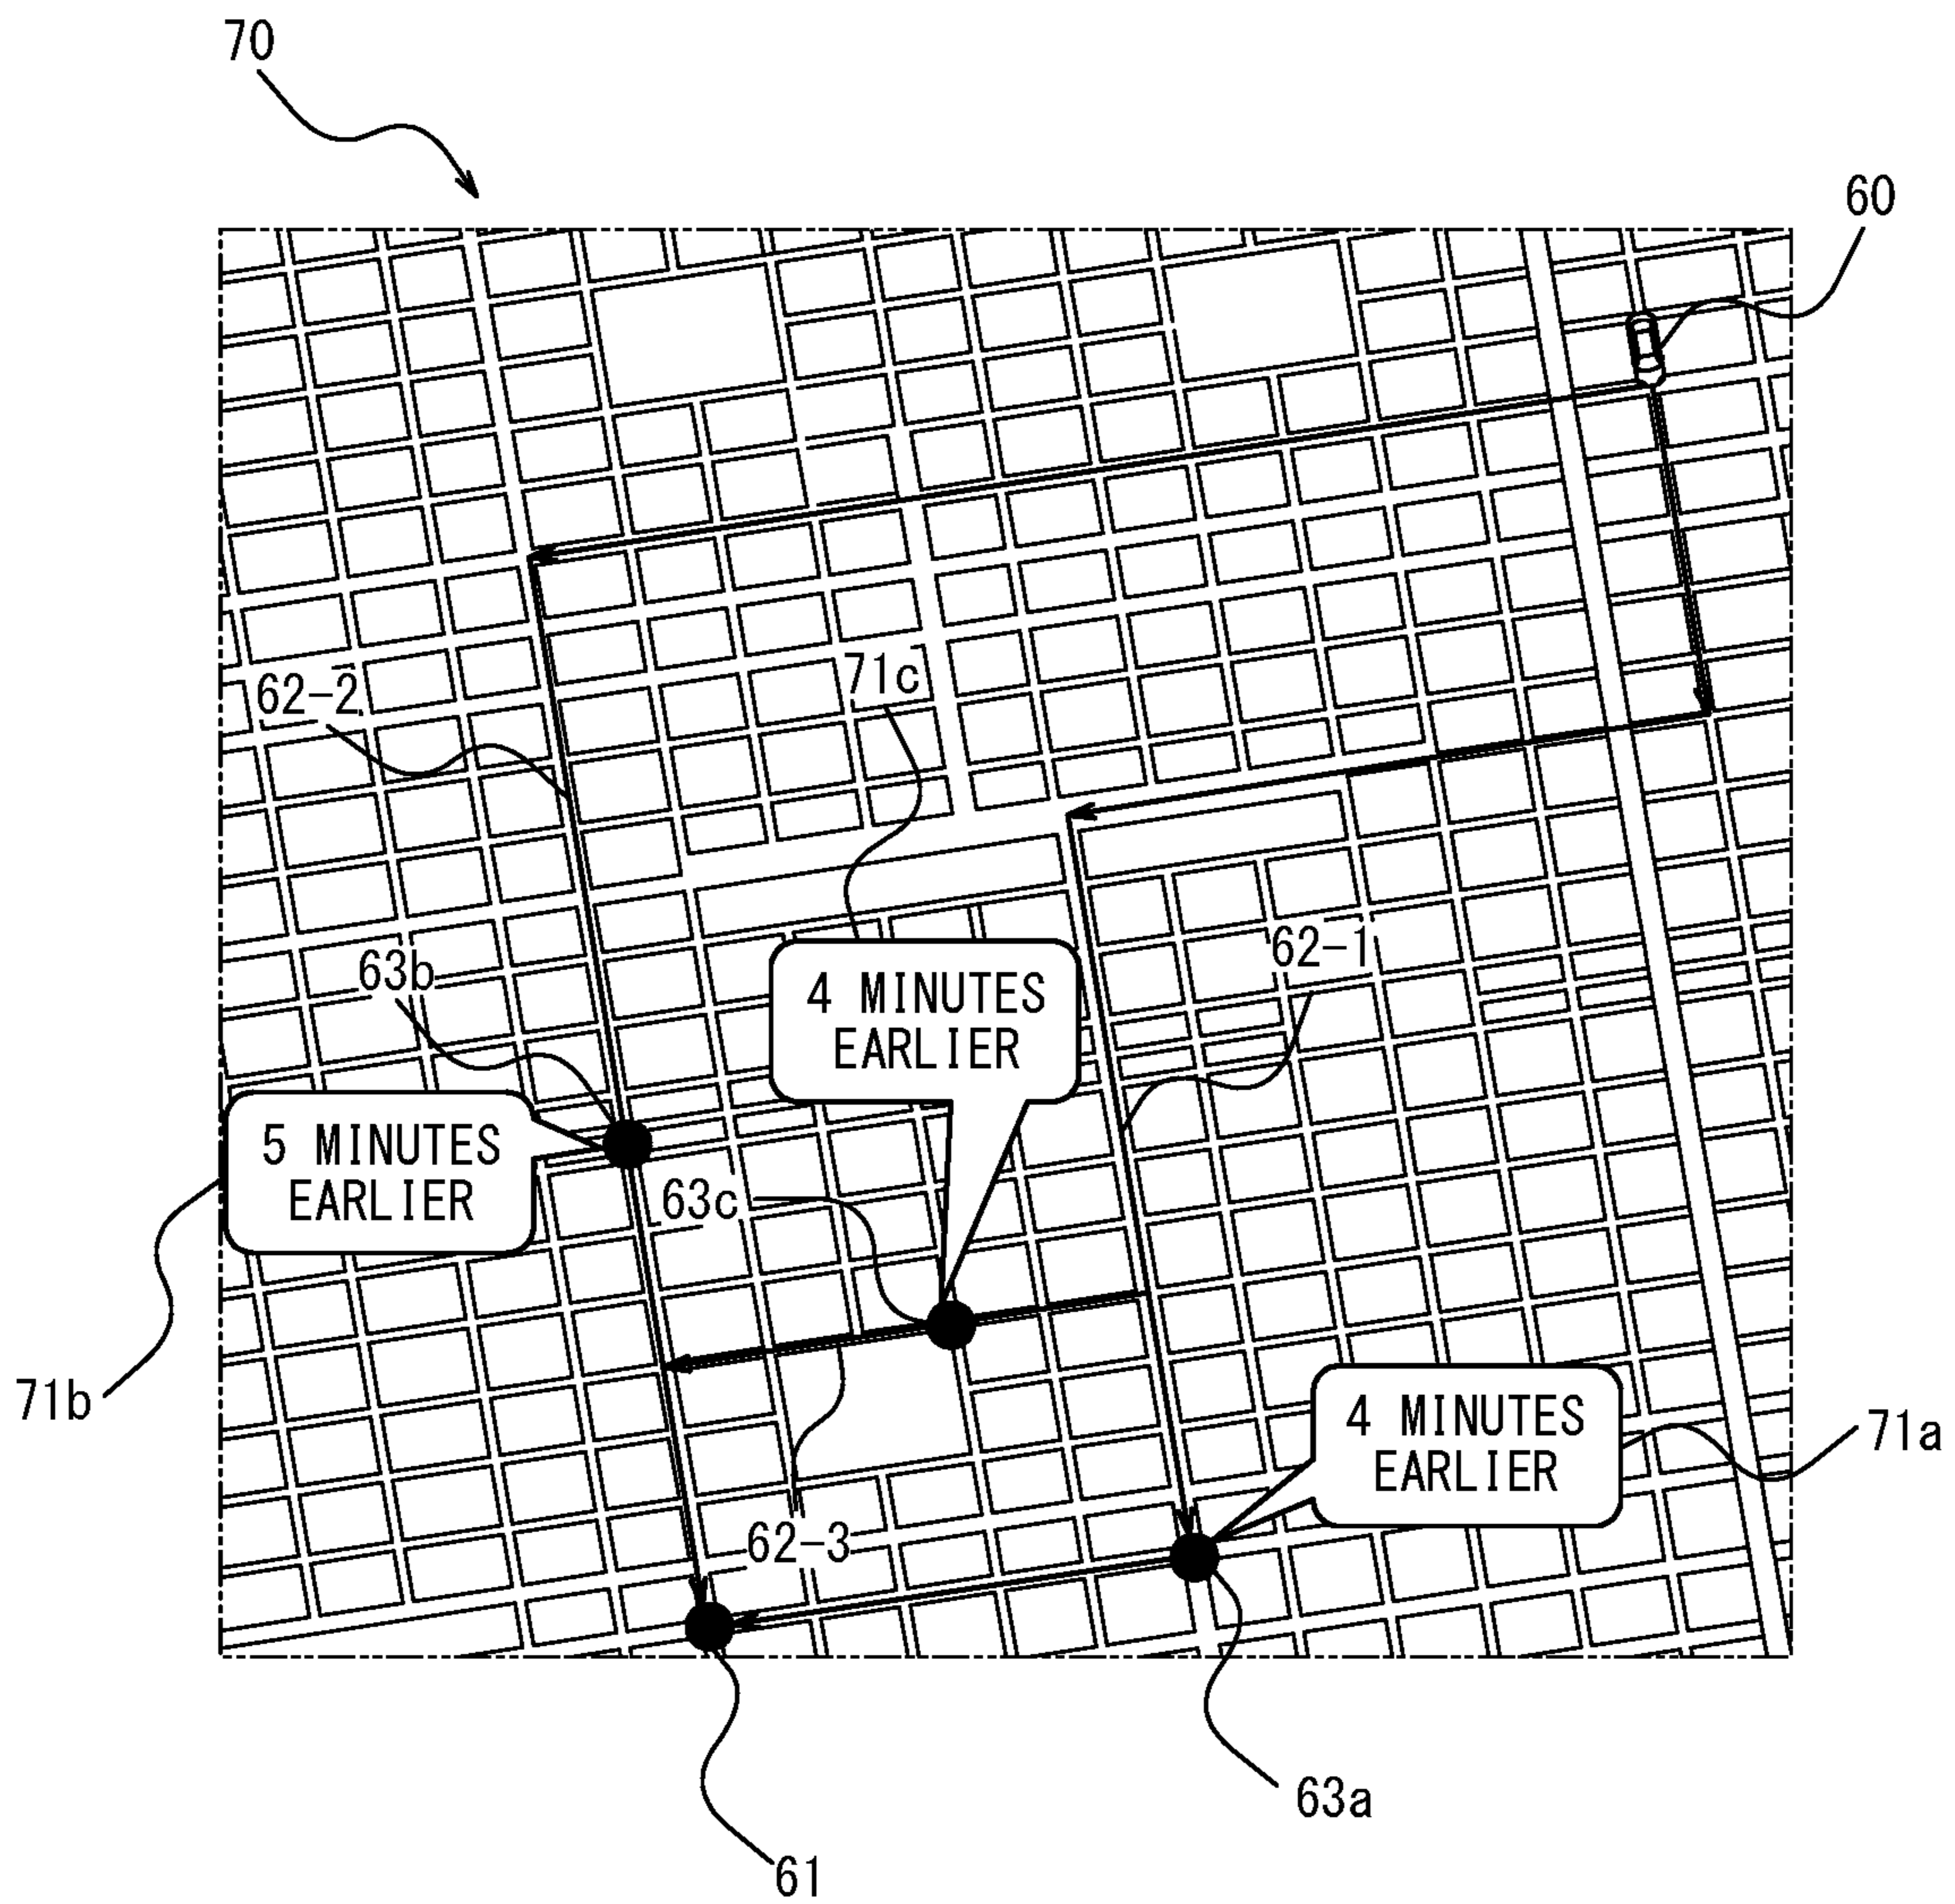 70
60
62-2
71c
63b
62-1
4 MINUTES
EARLIER
5 MINUTES
EARLIER
63c
71b
4 MINUTES
EARLIER
71a
62-3
63a
61